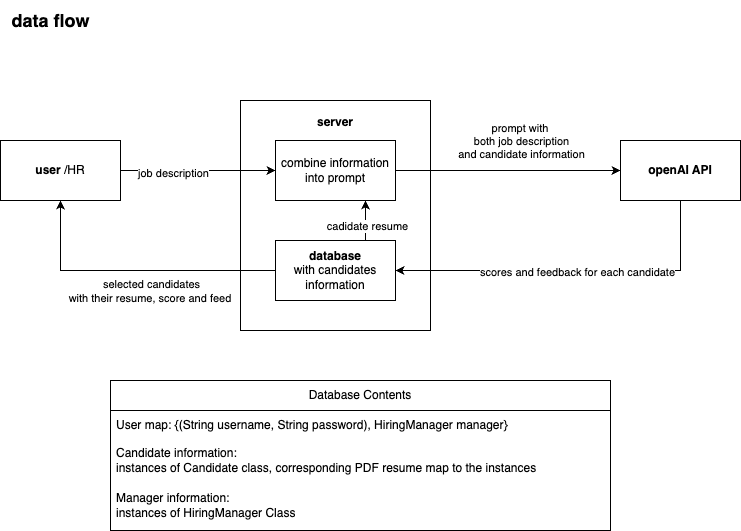 data flow
server
prompt with
both job description
and candidate information
user /HR
job description
combine information
into prompt
openAI API
cadidate resume
database
with candidates
information
scores and feedback for each candidate
selected candidates
with their resume, score and feed
Database Contents
User map: {(String username, String password), HiringManager manager}
Candidate information:
instances of Candidate class, corresponding PDF resume map to the instances
Manager information:
instances of HiringManager Class